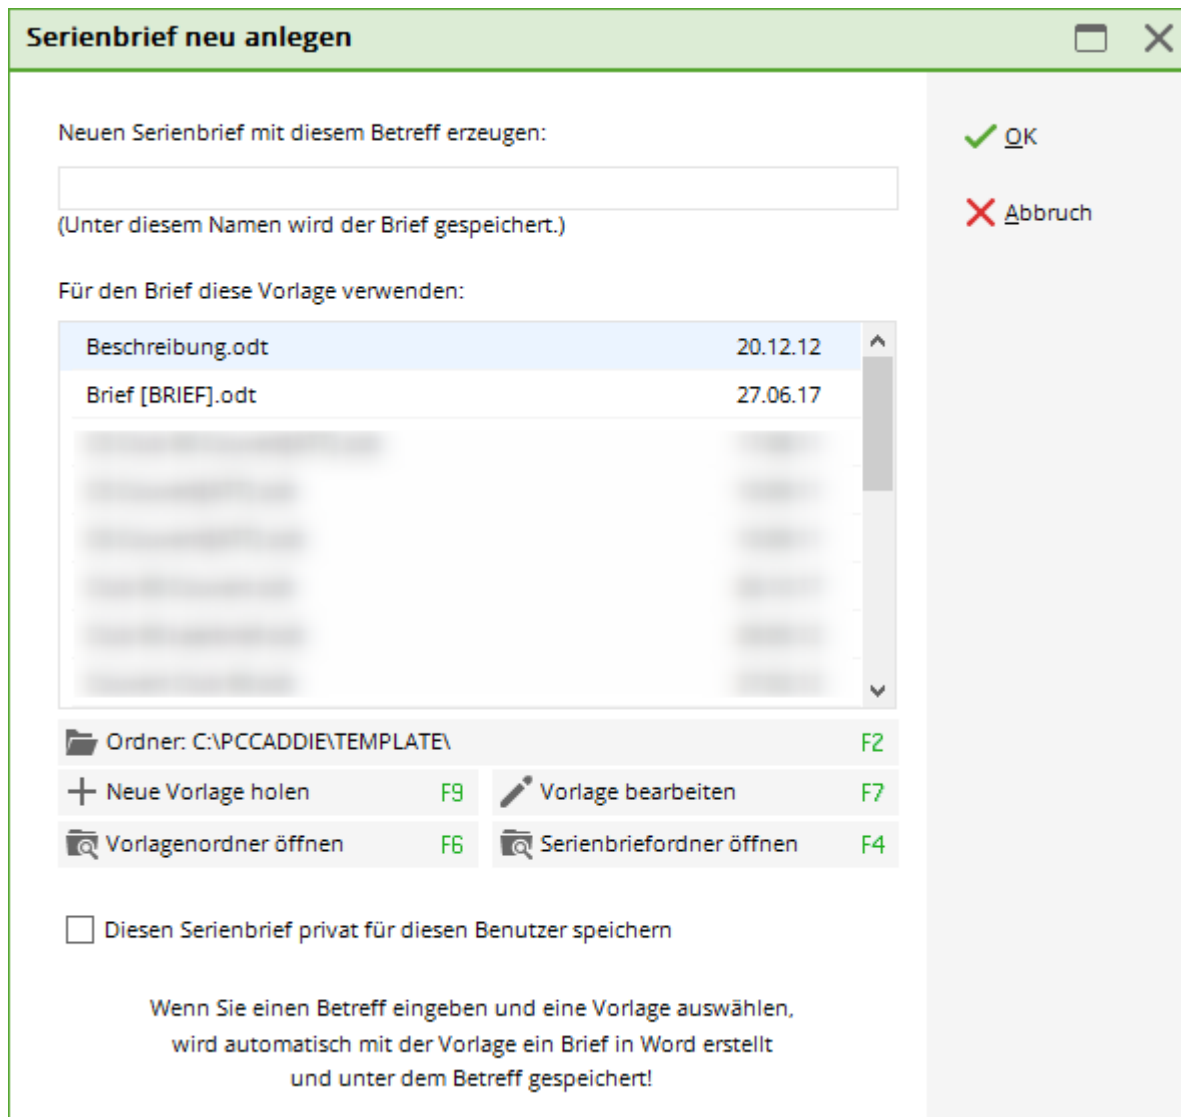 Serienbrief neu anlegen
Neuen Serienbrief mit diesem Betreff erzeugen:
OK
(Unter diesem Namen wird der Brief gespeichert.)
Abbruch
Für den Brief diese Vorlage verwenden:
Beschreibung.odt 20.12.12
Brief [BRIEF].odt 27.06.17
Ordner: C:\PCCADDIE\TEMPLATE\ F2
Neue Vorlage holen F9 Vorlage bearbeiten F7
Vorlagenordner öffnen F6 Serienbriefordner öffnen F4
Diesen Serienbrief privat für diesen Benutzer speichern
Wenn Sie einen Betreff eingeben und eine Vorlage auswählen,
wird automatisch mit der Vorlage ein Brief in Word erstellt
und unter dem Betreff gespeichert!